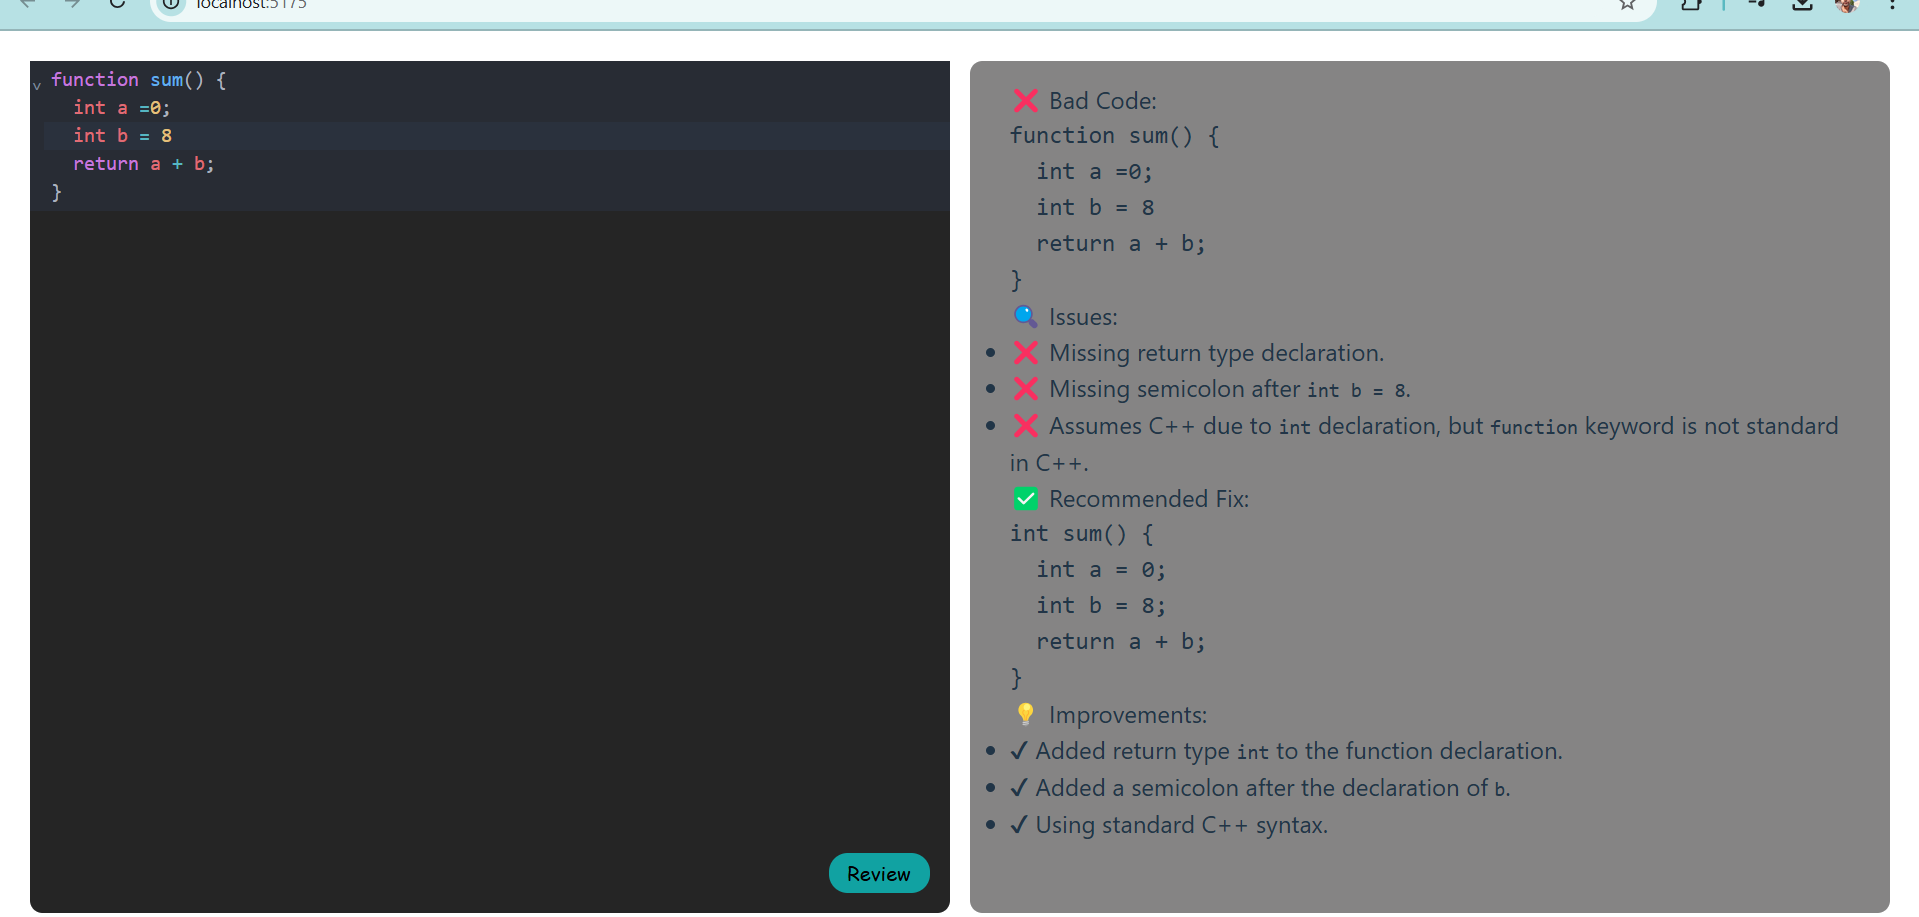 localhost:5175
function sum() {
int a =0;
int b = 8
return a + b;
}
Review
❌ Bad Code:
function sum() {
int a =0;
int b = 8
return a + b;
}
🔍 Issues:
• ❌ Missing return type declaration.
• ❌ Missing semicolon after int b = 8.
• ❌ Assumes C++ due to int declaration, but function keyword is not standard
in C++.
✅ Recommended Fix:
int sum() {
int a = 0;
int b = 8;
return a + b;
}
💡 Improvements:
• ✔ Added return type int to the function declaration.
• ✔ Added a semicolon after the declaration of b.
• ✔ Using standard C++ syntax.